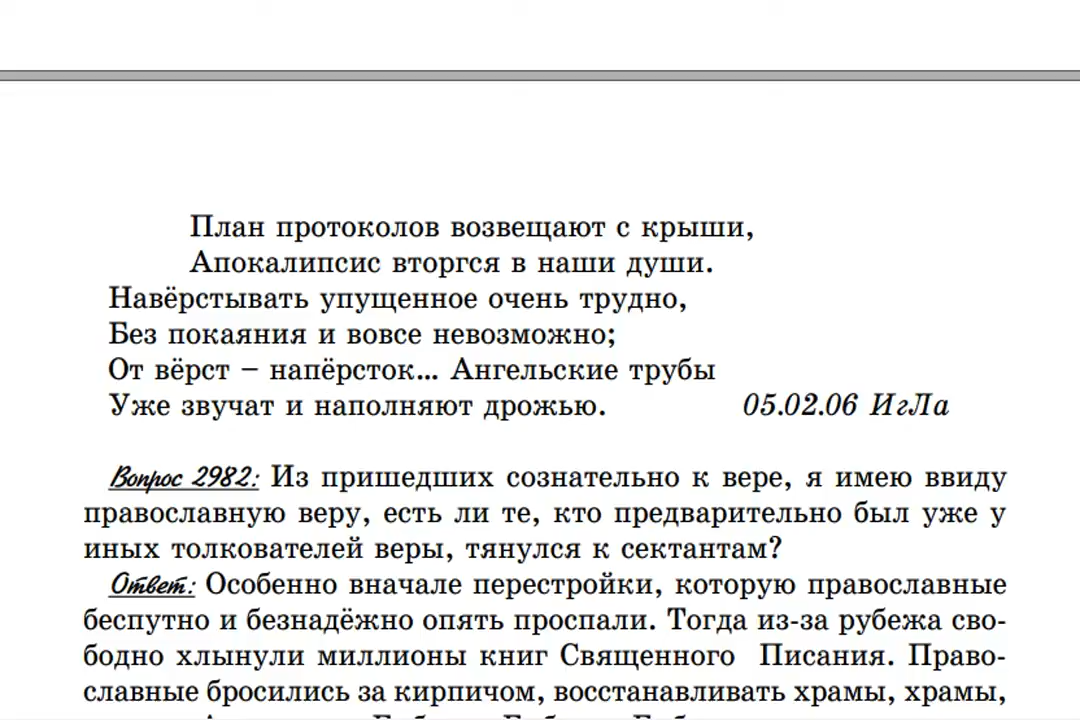 План протоколов возвещают с крыши,
Апокалипсис вторгся в наши души.
Навёрстывать упущенное очень трудно,
Без покаяния и вовсе невозможно;
От вёрст – напёрсток... Ангельские трубы
Уже звучат и наполняют дрожью. 05.02.06 ИгЛа
Вопрос 2982: Из пришедших сознательно к вере, я имею ввиду
православную веру, есть ли те, кто предварительно был уже у
иных толкователей веры, тянулся к сектантам?
Ответ: Особенно вначале перестройки, которую православные
беспутно и безнадёжно опять проспали. Тогда из-за рубежа сво-
бодно хлынули миллионы книг Священного Писания. Право-
славные бросились за кирпичом, восстанавливать храмы, храмы,